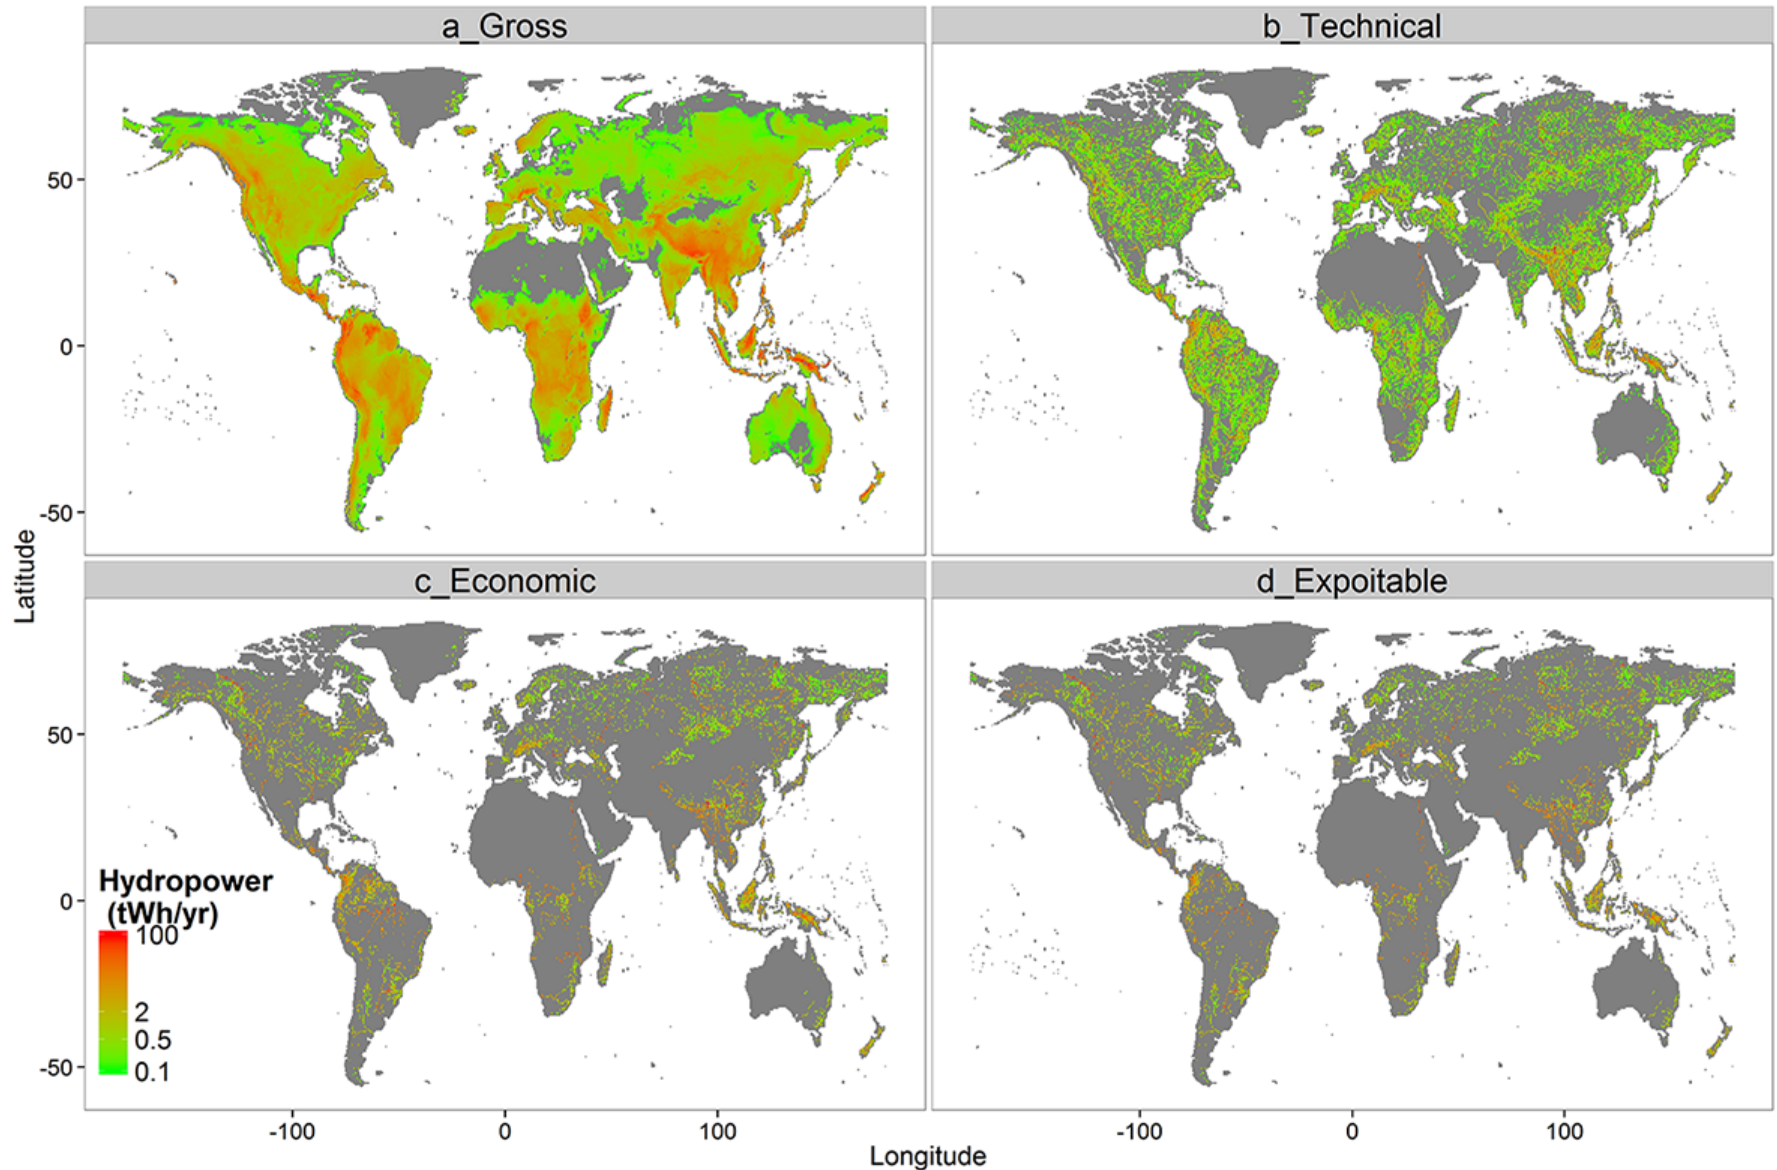 a_Gross
b_Technical
50
0
-50
Latitude
c_Economic
d_Expoitable
50
0
-50
Hydropower
(tWh/yr)
100
2
0.5
0.1
-100
0
100
-100
0
100
Longitude